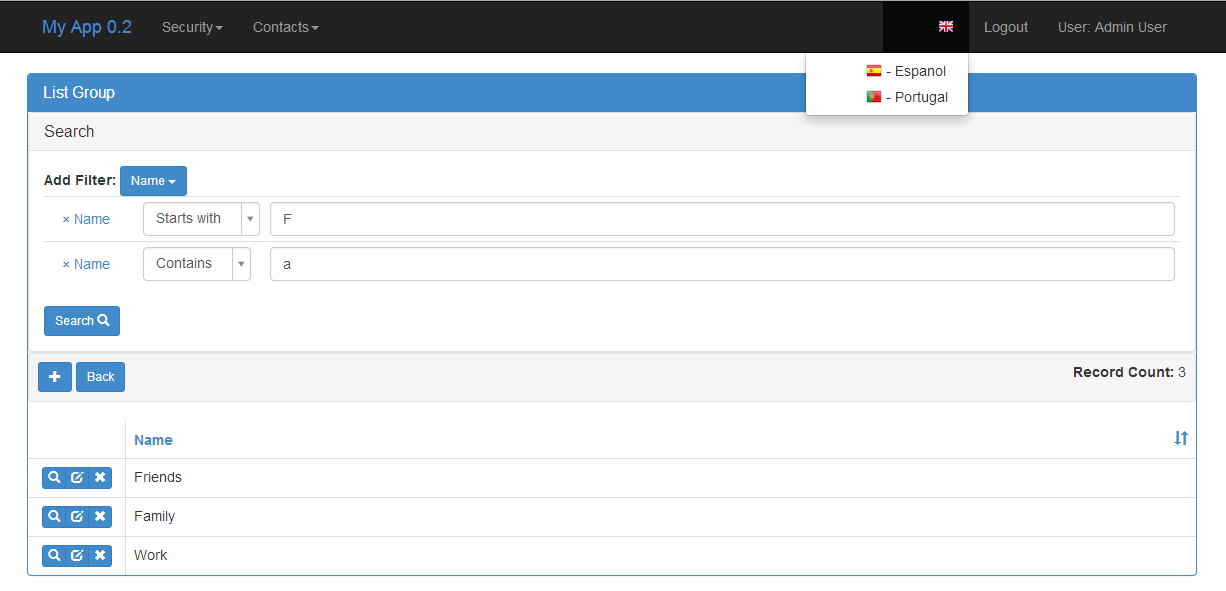 My App 0.2 Security Contacts Logout User: Admin User
- Espanol
- Portugal
List Group
Search
Add Filter: Name
× Name Starts with F
× Name Contains a
Search
Back Record Count: 3
Name
Friends
Family
Work